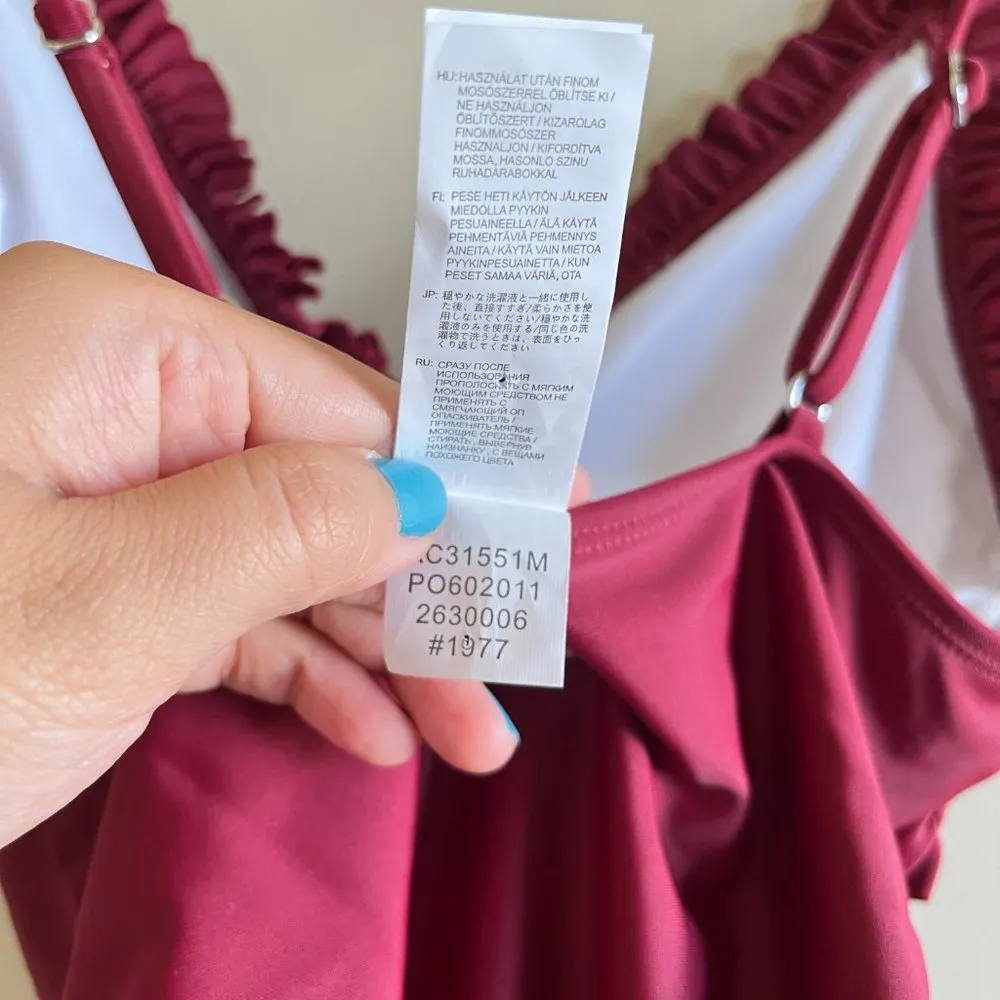 HU:HASZNÁLAT UTÁN FINOM
MOSÓSZERREL ÖBLÍTSE KI /
NE HASZNÁLJON
ÖBLÍTŐSZERT / KIZAROLAG
FINOMMOSÓSZER
HASZNALJON / KIFORDÍTVA
MOSSA, HASONLO SZINU
RUHADARABOKKAL
FI: PESE HETI KÄYTÖN JÄLKEEN
MIEDOLLA PYYKIN
PESUAINEELLA / ÄLÄ KÄYTÄ
PEHMENTÄVIÄ PEHMENNYS
AINEITA / KÄYTÄ VAIN MIETOA
PYYKINPESUAINETTA / KUN
PESET SAMAA VÄRIÄ, OTA
JP: 穏やかな洗濯液と一緒に使用し
た後、直接すすぎ/柔らかさを使
用しないでください/穏やかな洗
濯液のみを使用する/同じ色の洗
濯物で洗うときは、表面をひっ
くり返してください
RU: СРАЗУ ПОСЛЕ
ИСПОЛЬЗОВАНИЯ
ПРОПОЛОСКАТЬ С МЯГКИМ
МОЮЩИМ СРЕДСТВОМ НЕ
ПРИМЕНЯТЬ С
СМЯГЧАЮЩИЙ ОП
ОПАСКИВАТЕЛЬ /
ПРИМЕНЯТЬ МЯГКИЕ
МОЮЩИЕ СРЕДСТВА /
СТИРАТЬ , ВЫВЕРНУВ
НАИЗНАНКУ , С ВЕЩАМИ
ПОХОЖЕГО ЦВЕТА
C31551M
PO602011
2630006
#1977